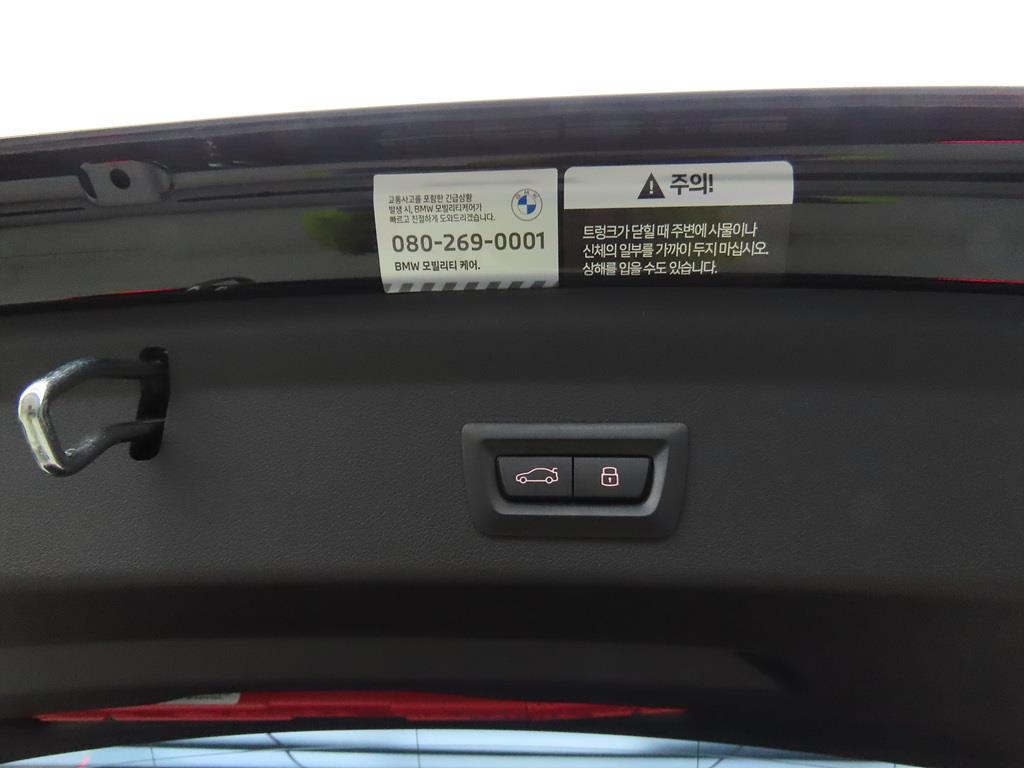 교통사고를 포함한 긴급상황
발생 시, BMW 모빌리티케어가
빠르고 친절하게 도와드리겠습니다.
080-269-0001
BMW 모빌리티 케어.
주의!
트렁크가 닫힐 때 주변에 사물이나
신체의 일부를 가까이 두지 마십시오.
상해를 입을 수도 있습니다.